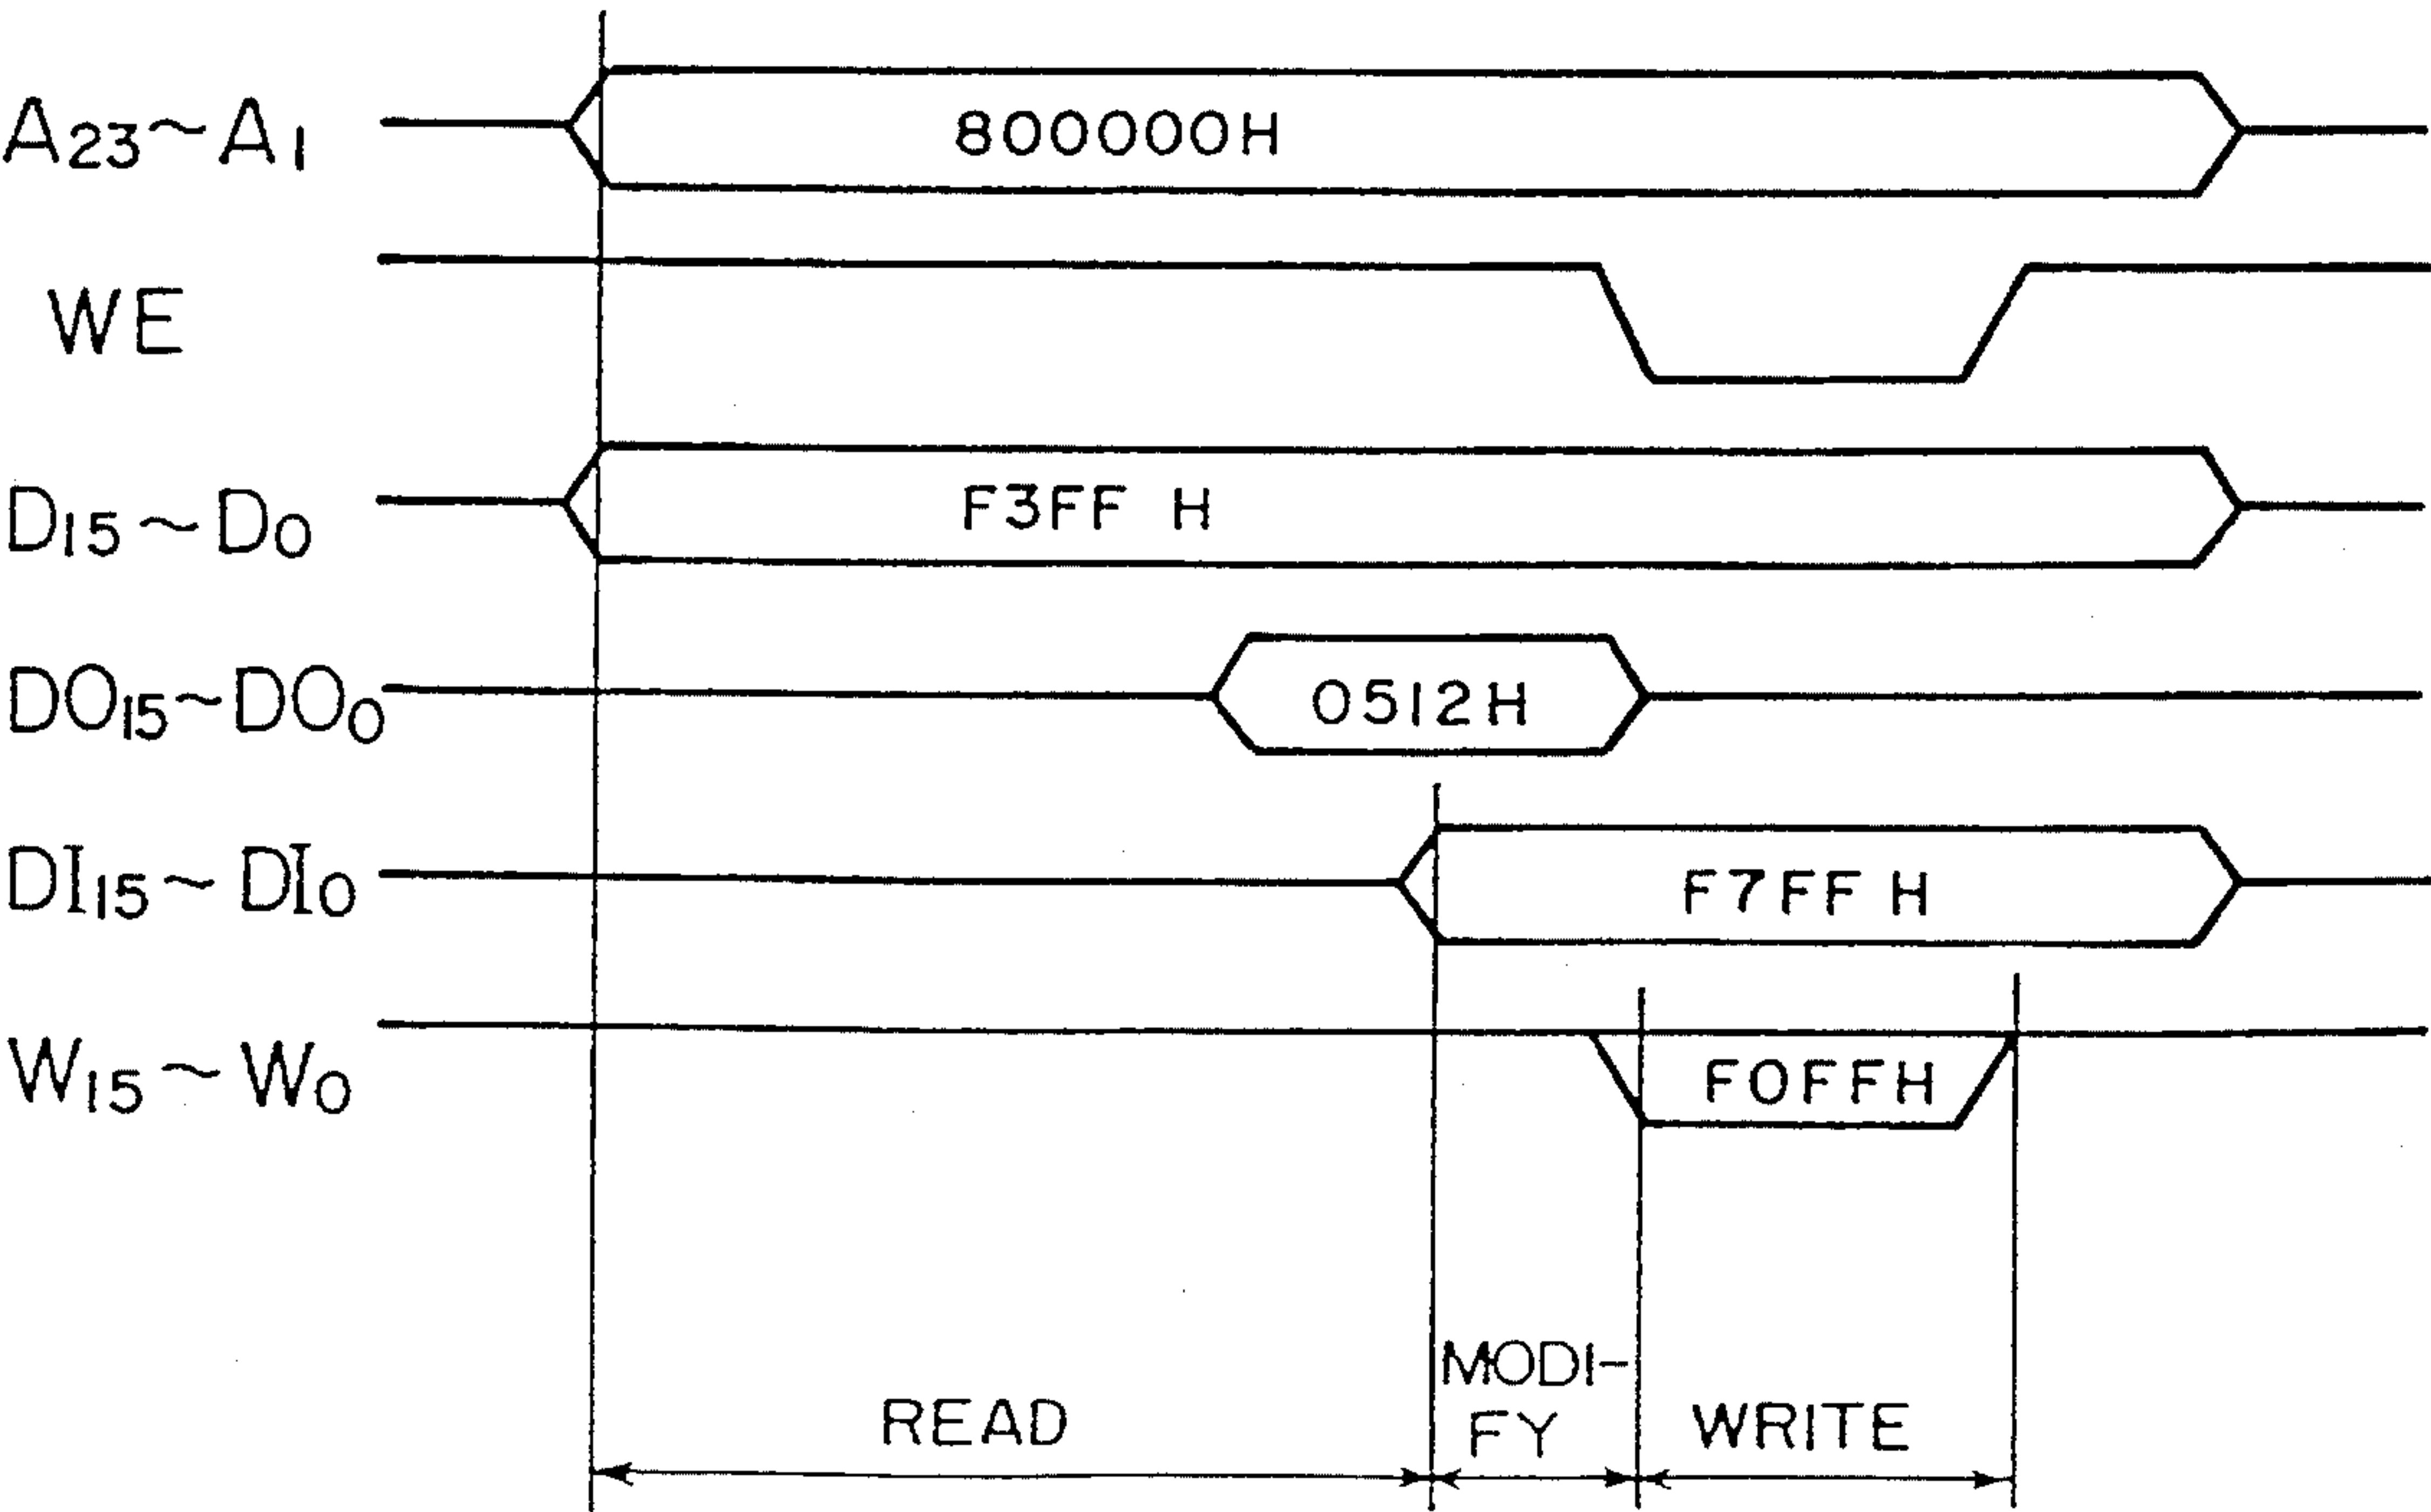 A23~A1 800000H
WE
D15~D0 F3FF H
DO15~DO0 0512H
DI15~DI0 F7FF H
W15~W0 F0FFH
READ MODI-
FY WRITE